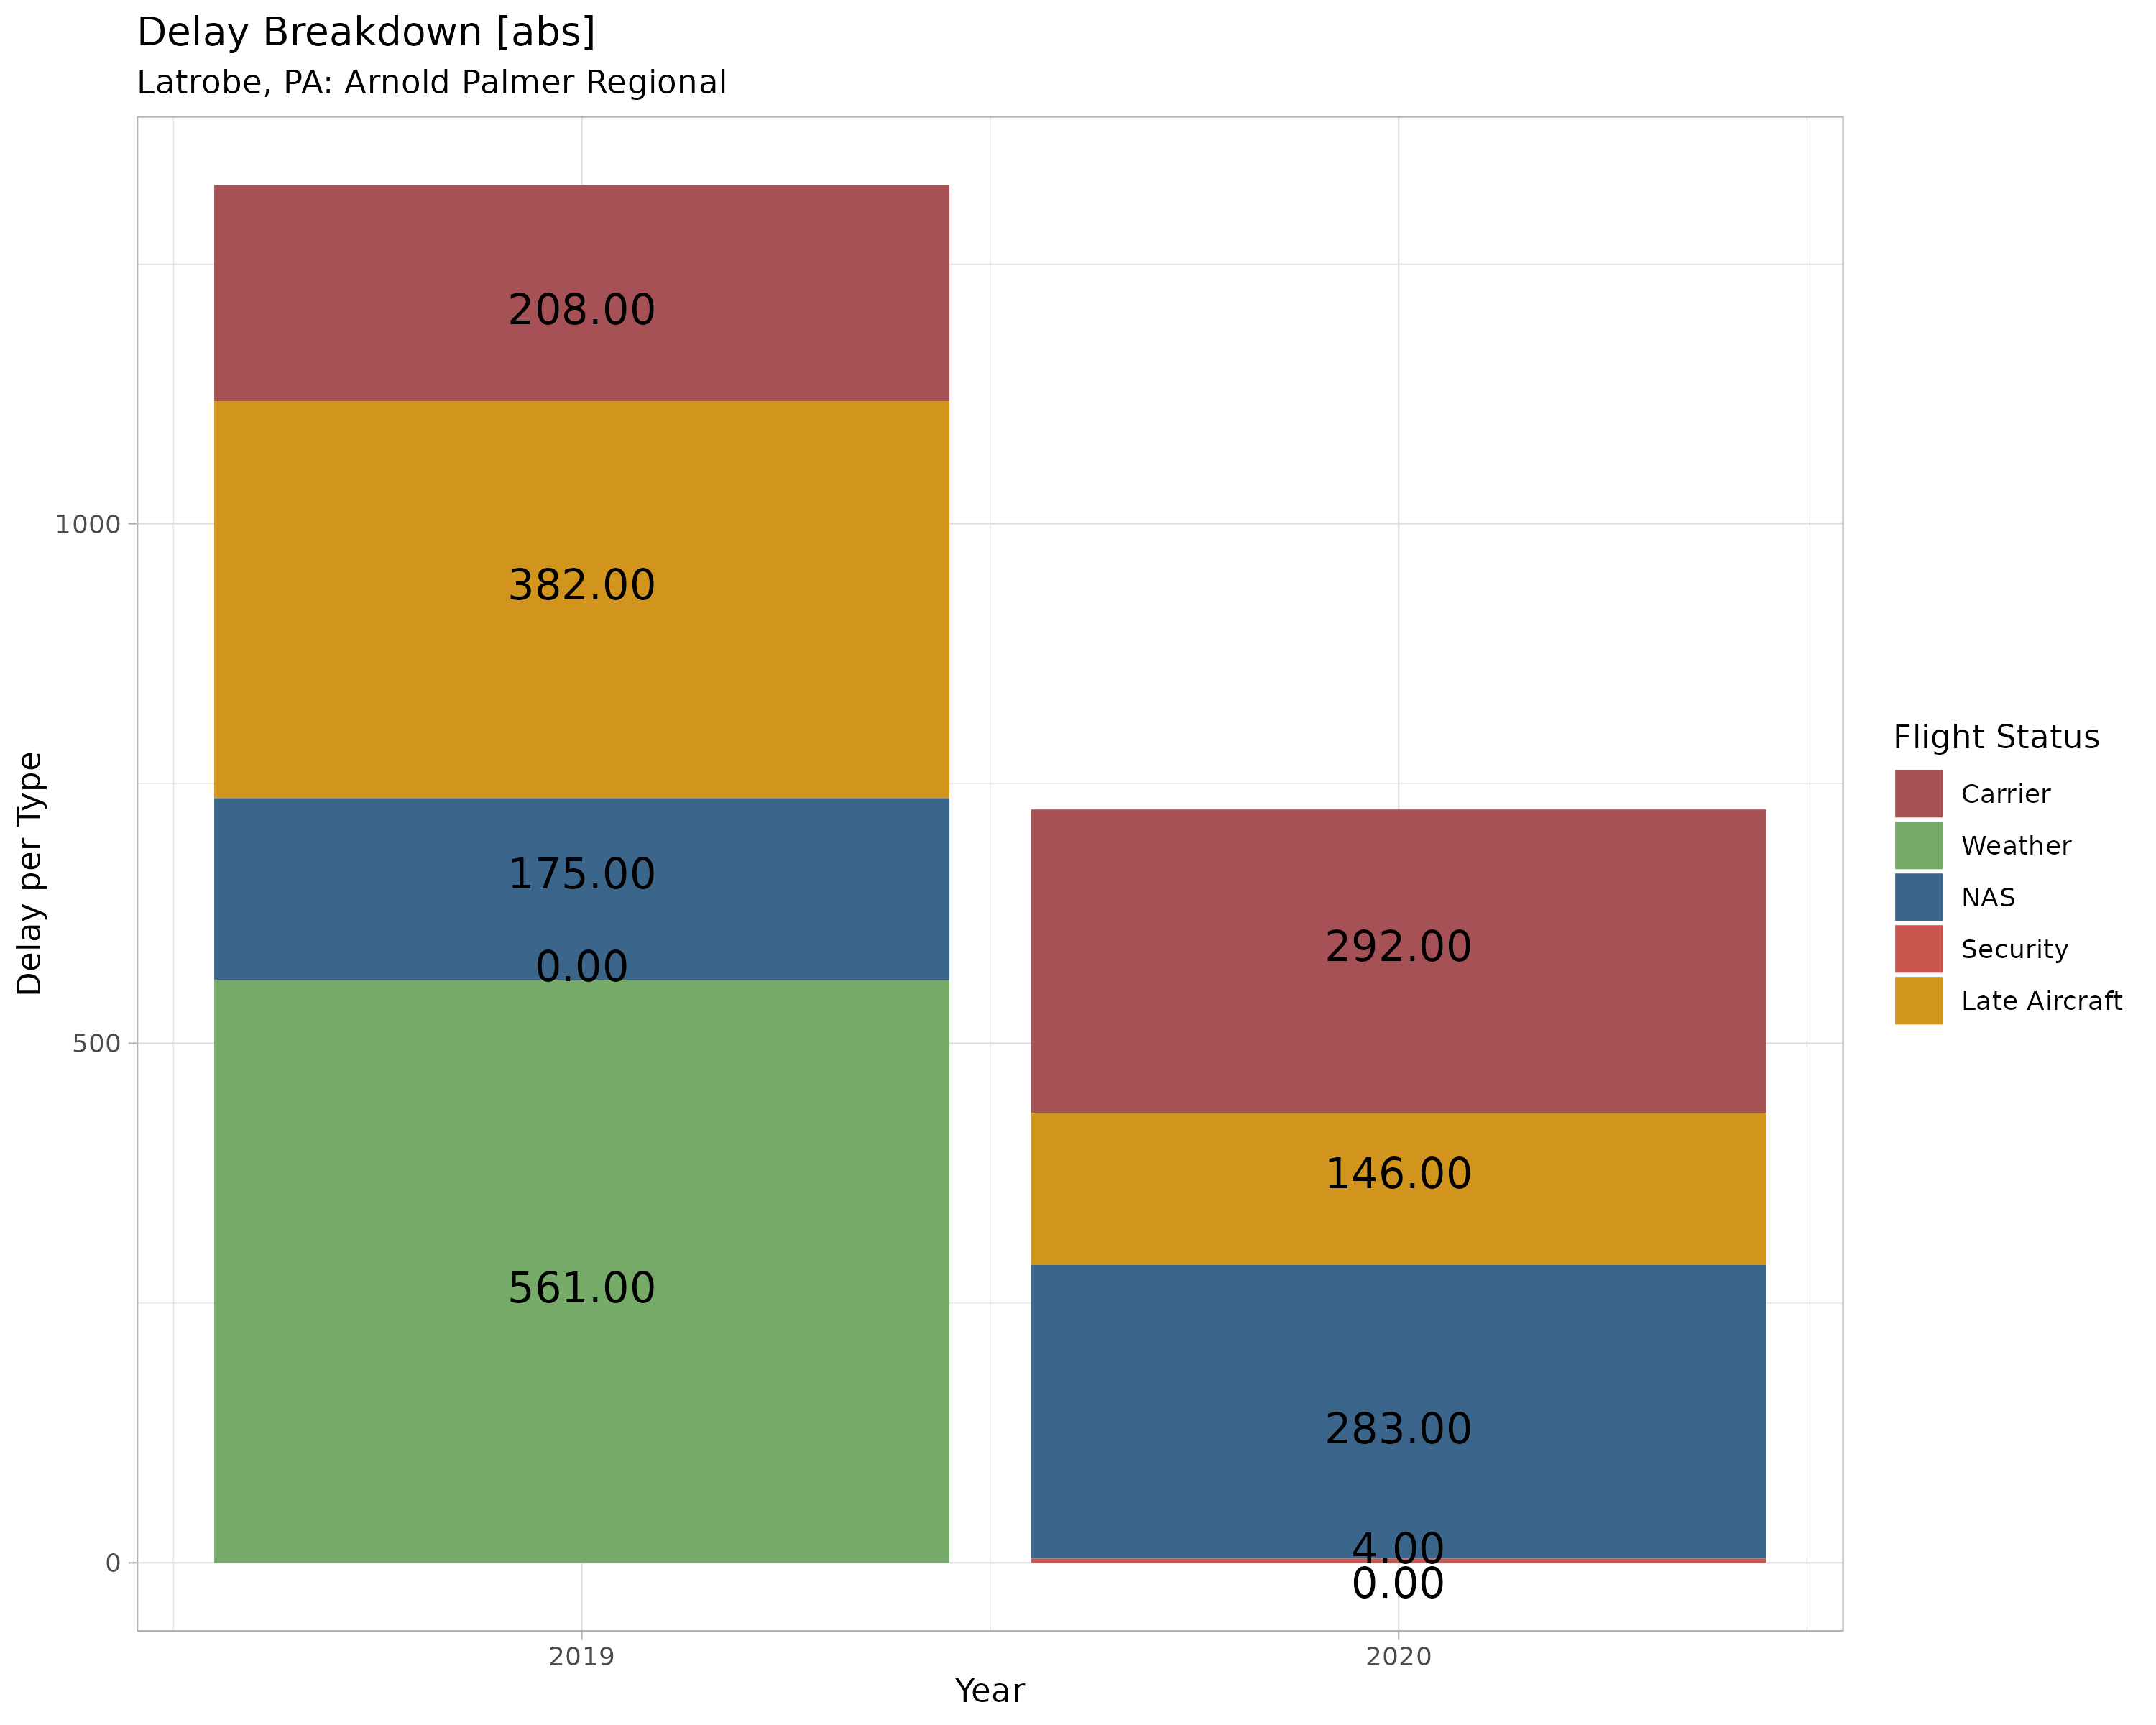 Delay Breakdown [abs]
Latrobe, PA: Arnold Palmer Regional
Delay per Type
1000
500
0
208.00
382.00
175.00
0.00
561.00
292.00
146.00
283.00
4.00
0.00
2019
2020
Year
Flight Status
Carrier
Weather
NAS
Security
Late Aircraft